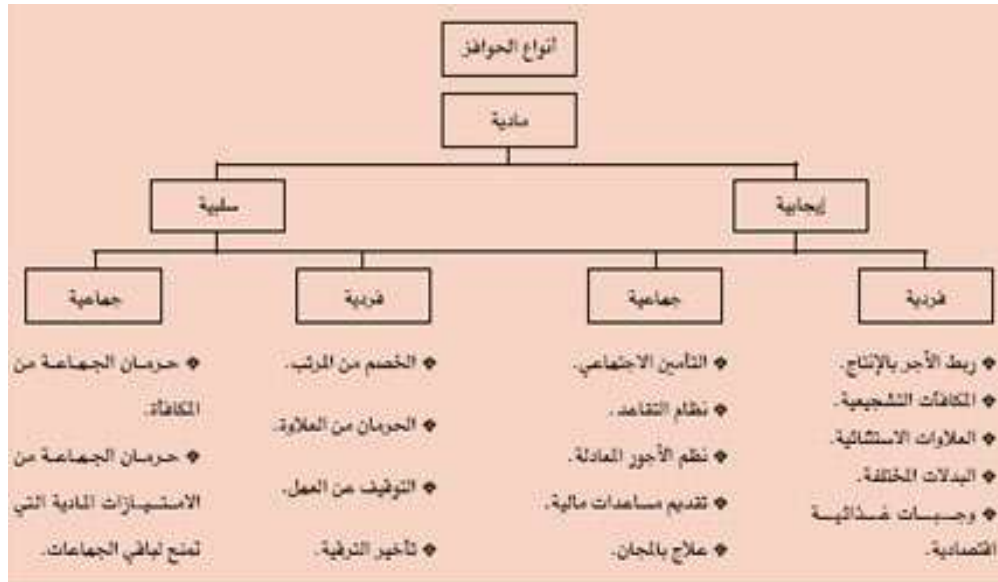 أنواع الحوافز
مادية
إيجابية
سلبية
فردية
جماعية
فردية
جماعية
❖ ربط الأجر بالإنتاج.
❖ المكافآت التشجيعية.
❖ العلاوات الاستثنائية.
❖ البدلات المختلفة.
❖ وجبات غذائية
اقتصادية.
❖ التأمين الاجتماعي.
❖ نظام التقاعد.
❖ نظم الأجور العادلة.
❖ تقديم مساعدات مالية.
❖ علاج بالمجان.
❖ الخصم من المرتب.
❖ الحرمان من العلاوة.
❖ التوقيف عن العمل.
❖ تأخير الترقية.
❖ حرمان الجماعة من
المكافأة.
❖ حرمان الجماعة من
الامتيازات المادية التي
تمنح لباقي الجماعات.